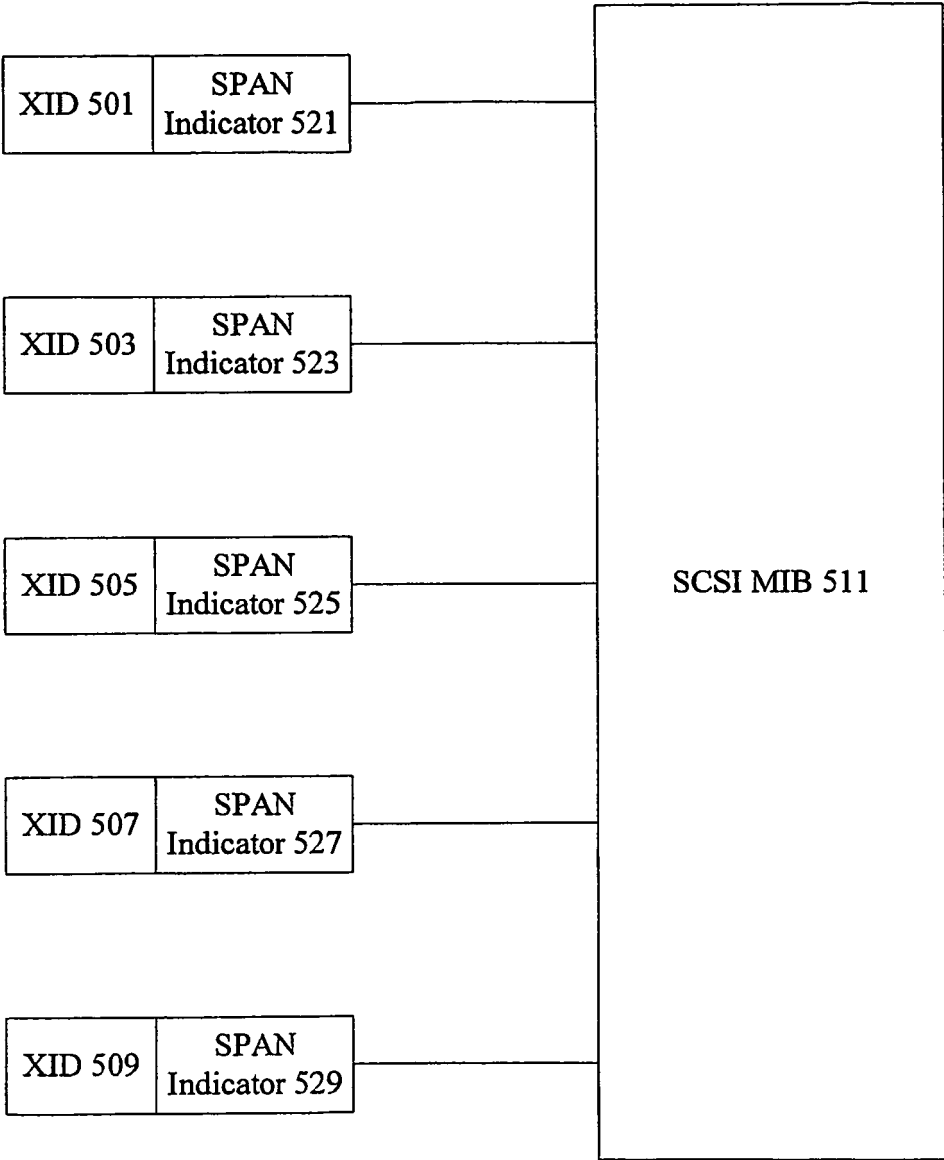 XID 501
SPAN
Indicator 521
XID 503
SPAN
Indicator 523
XID 505
SPAN
Indicator 525
SCSI MIB 511
XID 507
SPAN
Indicator 527
XID 509
SPAN
Indicator 529